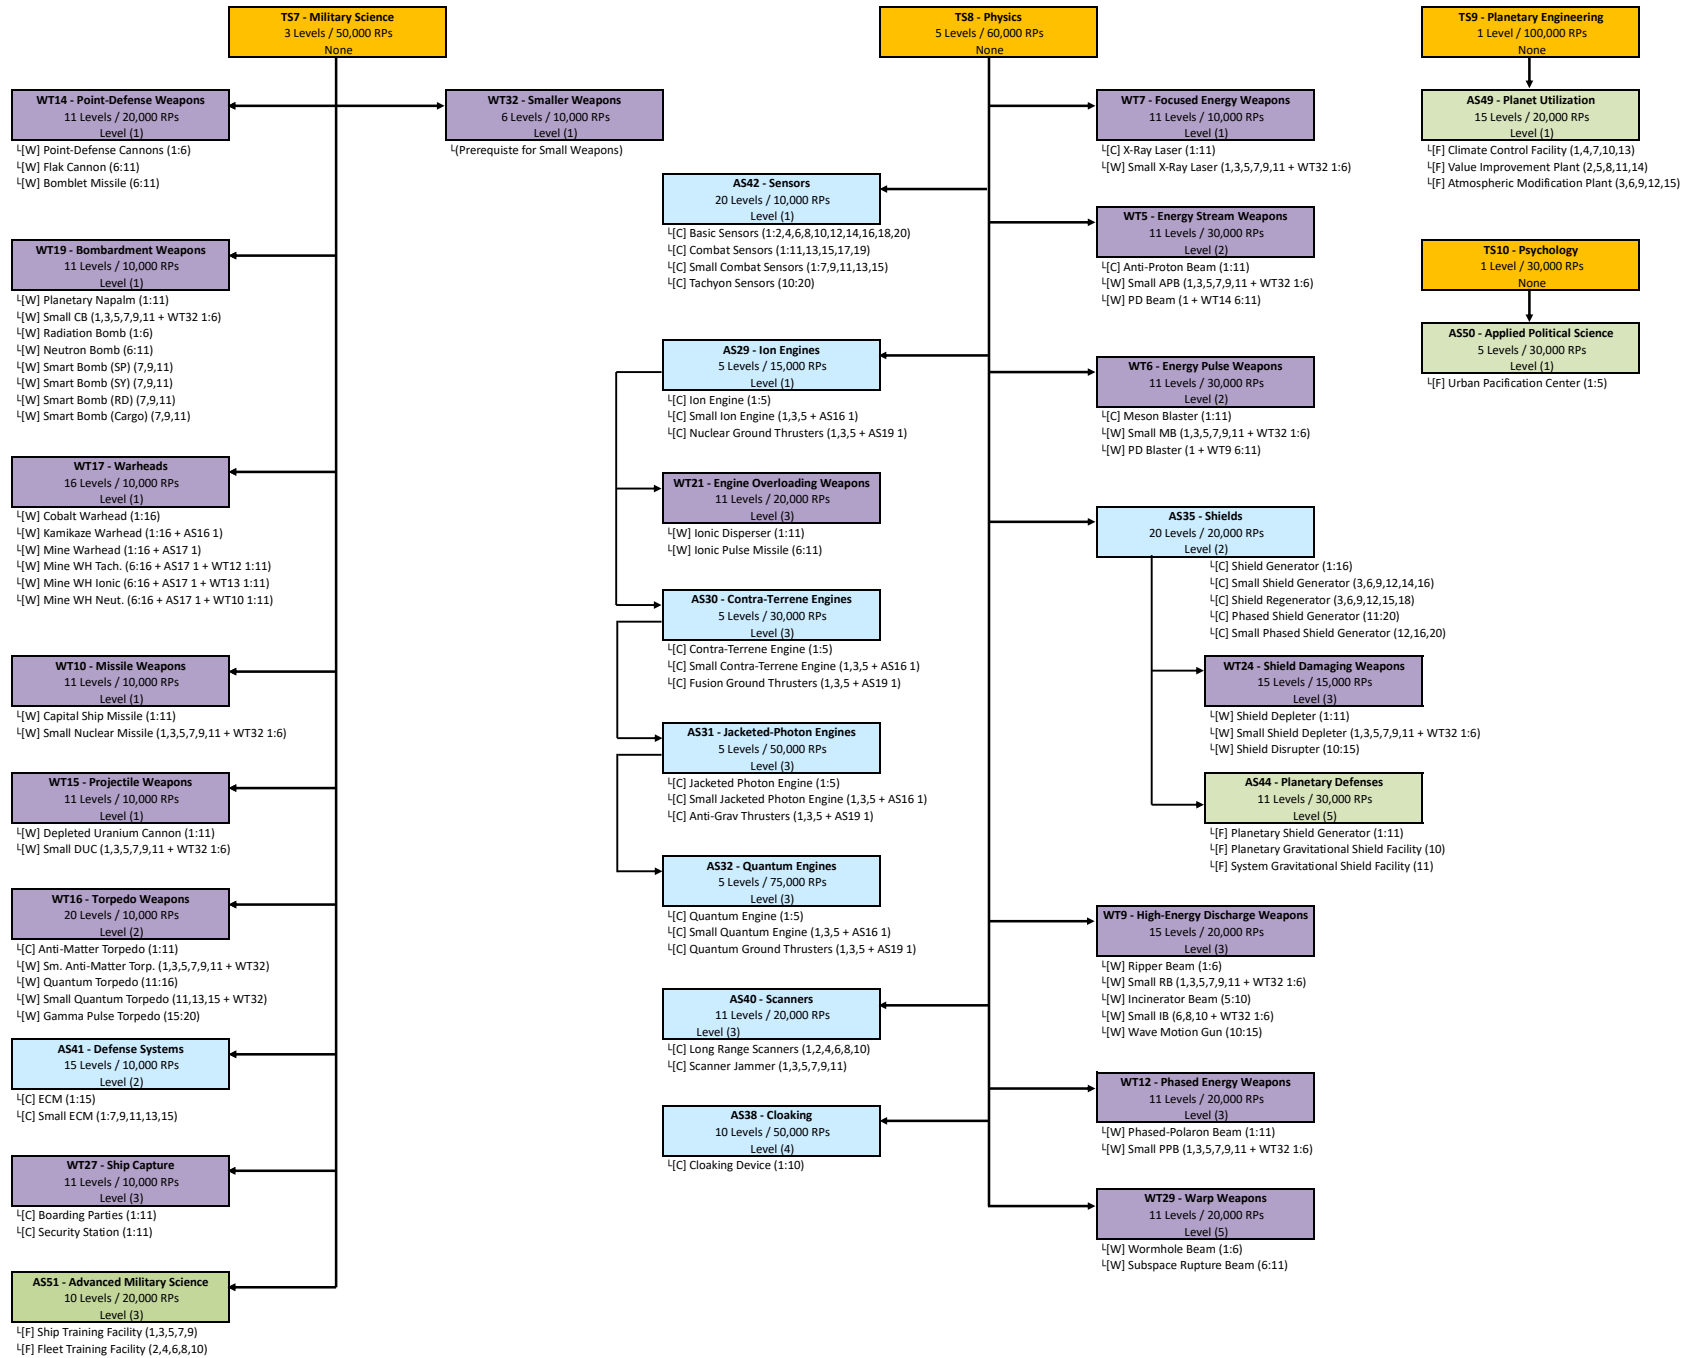 TS7 - Military Science
3 Levels / 50,000 RPs
None
WT14 - Point-Defense Weapons
11 Levels / 20,000 RPs
Level (1)
└[W] Point-Defense Cannons (1:6)
└[W] Flak Cannon (6:11)
└[W] Bomblet Missile (6:11)
WT32 - Smaller Weapons
6 Levels / 10,000 RPs
Level (1)
└(Prerequiste for Small Weapons)
WT19 - Bombardment Weapons
11 Levels / 10,000 RPs
Level (1)
└[W] Planetary Napalm (1:11)
└[W] Small CB (1,3,5,7,9,11 + WT32 1:6)
└[W] Radiation Bomb (1:6)
└[W] Neutron Bomb (6:11)
└[W] Smart Bomb (SP) (7,9,11)
└[W] Smart Bomb (SY) (7,9,11)
└[W] Smart Bomb (RD) (7,9,11)
└[W] Smart Bomb (Cargo) (7,9,11)
WT17 - Warheads
16 Levels / 10,000 RPs
Level (1)
└[W] Cobalt Warhead (1:16)
└[W] Kamikaze Warhead (1:16 + AS16 1)
└[W] Mine Warhead (1:16 + AS17 1)
└[W] Mine WH Tach. (6:16 + AS17 1 + WT12 1:11)
└[W] Mine WH Ionic (6:16 + AS17 1 + WT13 1:11)
└[W] Mine WH Neut. (6:16 + AS17 1 + WT10 1:11)
WT10 - Missile Weapons
11 Levels / 10,000 RPs
Level (1)
└[W] Capital Ship Missile (1:11)
└[W] Small Nuclear Missile (1,3,5,7,9,11 + WT32 1:6)
WT15 - Projectile Weapons
11 Levels / 10,000 RPs
Level (1)
└[W] Depleted Uranium Cannon (1:11)
└[W] Small DUC (1,3,5,7,9,11 + WT32 1:6)
WT16 - Torpedo Weapons
20 Levels / 10,000 RPs
Level (2)
└[C] Anti-Matter Torpedo (1:11)
└[W] Sm. Anti-Matter Torp. (1,3,5,7,9,11 + WT32)
└[W] Quantum Torpedo (11:16)
└[W] Small Quantum Torpedo (11,13,15 + WT32)
└[W] Gamma Pulse Torpedo (15:20)
AS41 - Defense Systems
15 Levels / 10,000 RPs
Level (2)
└[C] ECM (1:15)
└[C] Small ECM (1:7,9,11,13,15)
WT27 - Ship Capture
11 Levels / 10,000 RPs
Level (3)
└[C] Boarding Parties (1:11)
└[C] Security Station (1:11)
AS51 - Advanced Military Science
10 Levels / 20,000 RPs
Level (3)
└[F] Ship Training Facility (1,3,5,7,9)
└[F] Fleet Training Facility (2,4,6,8,10)
TS8 - Physics
5 Levels / 60,000 RPs
None
AS42 - Sensors
20 Levels / 10,000 RPs
Level (1)
└[C] Basic Sensors (1:2,4,6,8,10,12,14,16,18,20)
└[C] Combat Sensors (1:11,13,15,17,19)
└[C] Small Combat Sensors (1:7,9,11,13,15)
└[C] Tachyon Sensors (10:20)
AS29 - Ion Engines
5 Levels / 15,000 RPs
Level (1)
└[C] Ion Engine (1:5)
└[C] Small Ion Engine (1,3,5 + AS16 1)
└[C] Nuclear Ground Thrusters (1,3,5 + AS19 1)
WT21 - Engine Overloading Weapons
11 Levels / 20,000 RPs
Level (3)
└[W] Ionic Disperser (1:11)
└[W] Ionic Pulse Missile (6:11)
AS30 - Contra-Terrene Engines
5 Levels / 30,000 RPs
Level (3)
└[C] Contra-Terrene Engine (1:5)
└[C] Small Contra-Terrene Engine (1,3,5 + AS16 1)
└[C] Fusion Ground Thrusters (1,3,5 + AS19 1)
AS31 - Jacketed-Photon Engines
5 Levels / 50,000 RPs
Level (3)
└[C] Jacketed Photon Engine (1:5)
└[C] Small Jacketed Photon Engine (1,3,5 + AS16 1)
└[C] Anti-Grav Thrusters (1,3,5 + AS19 1)
AS32 - Quantum Engines
5 Levels / 75,000 RPs
Level (3)
└[C] Quantum Engine (1:5)
└[C] Small Quantum Engine (1,3,5 + AS16 1)
└[C] Quantum Ground Thrusters (1,3,5 + AS19 1)
AS40 - Scanners
11 Levels / 20,000 RPs
Level (3)
└[C] Long Range Scanners (1,2,4,6,8,10)
└[C] Scanner Jammer (1,3,5,7,9,11)
AS38 - Cloaking
10 Levels / 50,000 RPs
Level (4)
└[C] Cloaking Device (1:10)
WT7 - Focused Energy Weapons
11 Levels / 10,000 RPs
Level (1)
└[C] X-Ray Laser (1:11)
└[W] Small X-Ray Laser (1,3,5,7,9,11 + WT32 1:6)
WT5 - Energy Stream Weapons
11 Levels / 30,000 RPs
Level (2)
└[C] Anti-Proton Beam (1:11)
└[W] Small APB (1,3,5,7,9,11 + WT32 1:6)
└[W] PD Beam (1 + WT14 6:11)
WT6 - Energy Pulse Weapons
11 Levels / 30,000 RPs
Level (2)
└[C] Meson Blaster (1:11)
└[W] Small MB (1,3,5,7,9,11 + WT32 1:6)
└[W] PD Blaster (1 + WT9 6:11)
AS35 - Shields
20 Levels / 20,000 RPs
Level (2)
└[C] Shield Generator (1:16)
└[C] Small Shield Generator (3,6,9,12,14,16)
└[C] Shield Regenerator (3,6,9,12,15,18)
└[C] Phased Shield Generator (11:20)
└[C] Small Phased Shield Generator (12,16,20)
WT24 - Shield Damaging Weapons
15 Levels / 15,000 RPs
Level (3)
└[W] Shield Depleter (1:11)
└[W] Small Shield Depleter (1,3,5,7,9,11 + WT32 1:6)
└[W] Shield Disrupter (10:15)
AS44 - Planetary Defenses
11 Levels / 30,000 RPs
Level (5)
└[F] Planetary Shield Generator (1:11)
└[F] Planetary Gravitational Shield Facility (10)
└[F] System Gravitational Shield Facility (11)
WT9 - High-Energy Discharge Weapons
15 Levels / 20,000 RPs
Level (3)
└[W] Ripper Beam (1:6)
└[W] Small RB (1,3,5,7,9,11 + WT32 1:6)
└[W] Incinerator Beam (5:10)
└[W] Small IB (6,8,10 + WT32 1:6)
└[W] Wave Motion Gun (10:15)
WT12 - Phased Energy Weapons
11 Levels / 20,000 RPs
Level (3)
└[W] Phased-Polaron Beam (1:11)
└[W] Small PPB (1,3,5,7,9,11 + WT32 1:6)
WT29 - Warp Weapons
11 Levels / 20,000 RPs
Level (5)
└[W] Wormhole Beam (1:6)
└[W] Subspace Rupture Beam (6:11)
TS9 - Planetary Engineering
1 Level / 100,000 RPs
None
AS49 - Planet Utilization
15 Levels / 20,000 RPs
Level (1)
└[F] Climate Control Facility (1,4,7,10,13)
└[F] Value Improvement Plant (2,5,8,11,14)
└[F] Atmospheric Modification Plant (3,6,9,12,15)
TS10 - Psychology
1 Level / 30,000 RPs
None
AS50 - Applied Political Science
5 Levels / 30,000 RPs
Level (1)
└[F] Urban Pacification Center (1:5)